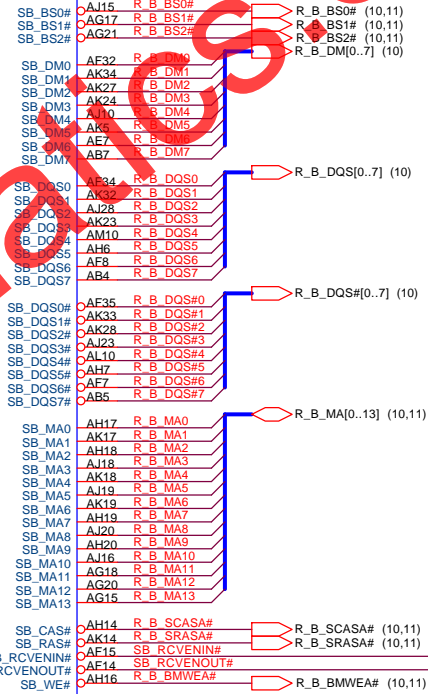 SB_BS0# AJ15 R_B_BS0# R_B_BS0# (10,11)
SB_BS1# AG17 R_B_BS1# R_B_BS1# (10,11)
SB_BS2# AG21 R_B_BS2# R_B_BS2# (10,11)
R_B_DM[0..7] (10)
SB_DM0 AF32 R_B_DM0
SB_DM1 AK34 R_B_DM1
SB_DM2 AK27 R_B_DM2
SB_DM3 AK24 R_B_DM3
SB_DM4 AJ10 R_B_DM4
SB_DM5 AK5 R_B_DM5
SB_DM6 AE7 R_B_DM6
SB_DM7 AB7 R_B_DM7
R_B_DQS[0..7] (10)
SB_DQS0 AF34 R_B_DQS0
SB_DQS1 AK32 R_B_DQS1
SB_DQS2 AJ28 R_B_DQS2
SB_DQS3 AK23 R_B_DQS3
SB_DQS4 AM10 R_B_DQS4
SB_DQS5 AH6 R_B_DQS5
SB_DQS6 AF8 R_B_DQS6
SB_DQS7 AB4 R_B_DQS7
R_B_DQS#[0..7] (10)
SB_DQS0# AF35 R_B_DQS#0
SB_DQS1# AK33 R_B_DQS#1
SB_DQS2# AK28 R_B_DQS#2
SB_DQS3# AJ23 R_B_DQS#3
SB_DQS4# AL10 R_B_DQS#4
SB_DQS5# AH7 R_B_DQS#5
SB_DQS6# AF7 R_B_DQS#6
SB_DQS7# AB5 R_B_DQS#7
R_B_MA[0..13] (10,11)
SB_MA0 AH17 R_B_MA0
SB_MA1 AK17 R_B_MA1
SB_MA2 AH18 R_B_MA2
SB_MA3 AJ18 R_B_MA3
SB_MA4 AK18 R_B_MA4
SB_MA5 AJ19 R_B_MA5
SB_MA6 AK19 R_B_MA6
SB_MA7 AH19 R_B_MA7
SB_MA8 AJ20 R_B_MA8
SB_MA9 AH20 R_B_MA9
SB_MA10 AJ16 R_B_MA10
SB_MA11 AG18 R_B_MA11
SB_MA12 AG20 R_B_MA12
SB_MA13 AG15 R_B_MA13
SB_CAS# AH14 R_B_SCASA# R_B_SCASA# (10,11)
SB_RAS# AK14 R_B_SRASA# R_B_SRASA# (10,11)
B_RCVENIN# AF15 SB_RCVENIN#
RCVENOUT# AF14 SB_RCVENOUT#
SB_WE# AH16 R_B_BMWEA# R_B_BMWEA# (10,11)